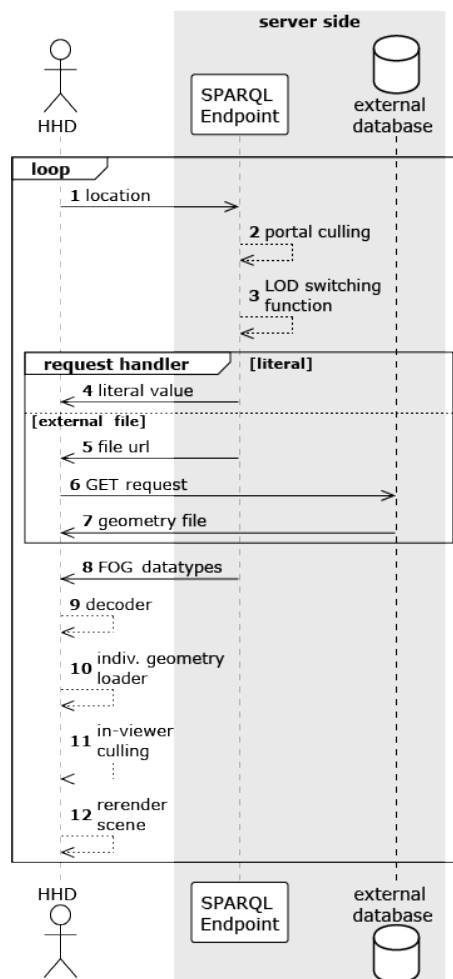 server side
HHD
SPARQL
Endpoint
external
database
loop
1 location
2 portal culling
3 LOD switching
function
request handler
[literal]
4 literal value
[external file]
5 file url
6 GET request
7 geometry file
8 FOG datatypes
9 decoder
10 indiv. geometry
loader
11 in-viewer
culling
12 rerender
scene
HHD
SPARQL
Endpoint
external
database